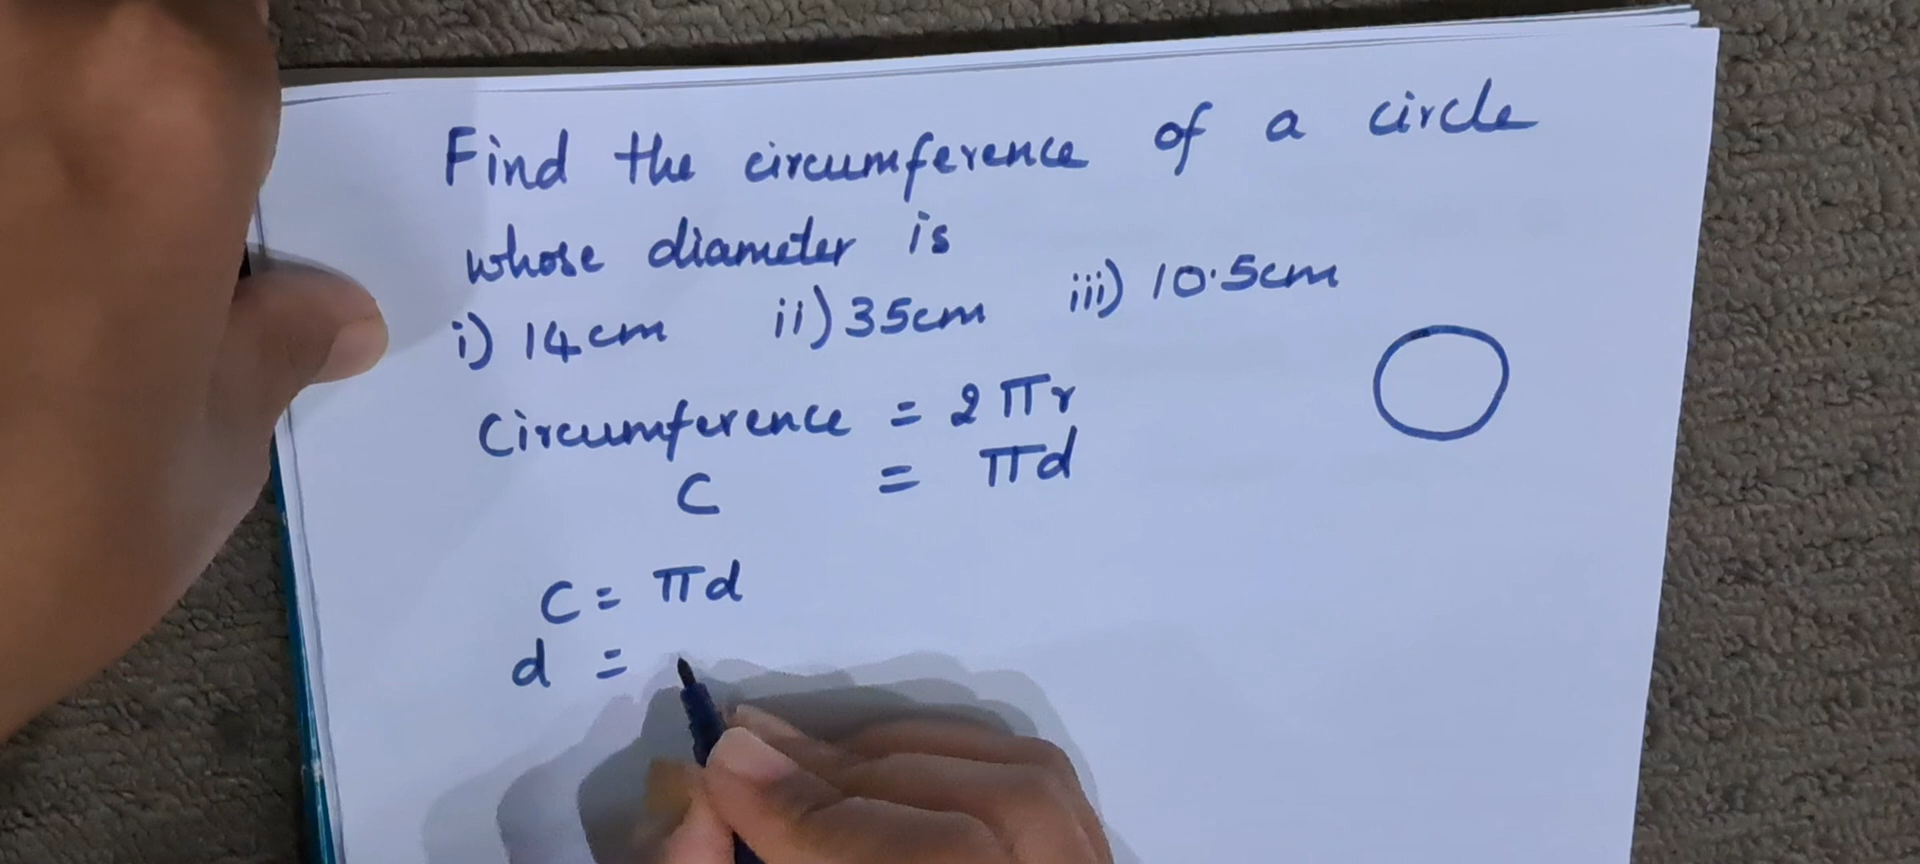 Find the circumference of a circle
whose diameter is
i) 14cm ii) 35cm iii) 10.5cm
Circumference = 2πr
C = πd
C = πd
d =